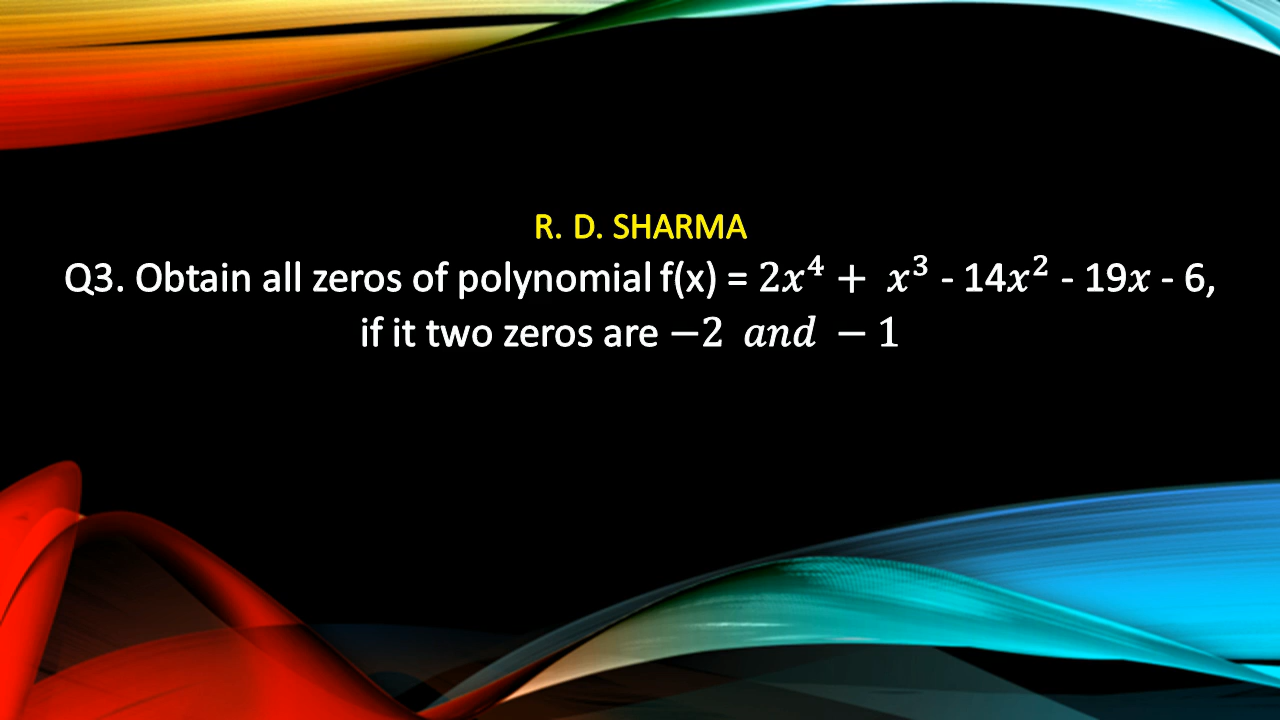 R. D. SHARMA
Q3. Obtain all zeros of polynomial f(x) = 2𝑥⁴ + 𝑥³ - 14𝑥² - 19𝑥 - 6,
if it two zeros are −2 𝑎𝑛𝑑 − 1